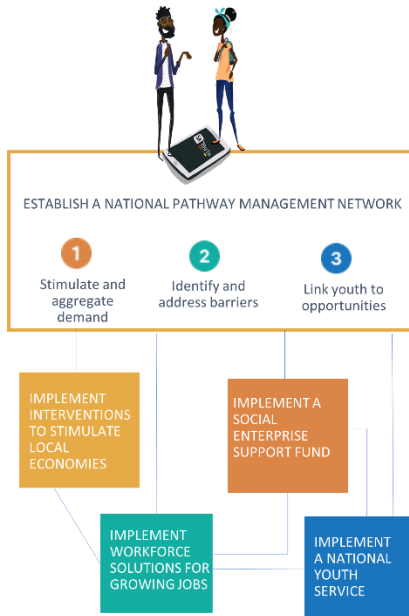 ESTABLISH A NATIONAL PATHWAY MANAGEMENT NETWORK
1
2
3
Stimulate and
aggregate
demand
Identify and
address barriers
Link youth to
opportunities
IMPLEMENT
INTERVENTIONS
TO STIMULATE
LOCAL
ECONOMIES
IMPLEMENT A
SOCIAL
ENTERPRISE
SUPPORT FUND
IMPLEMENT
WORKFORCE
SOLUTIONS FOR
GROWING JOBS
IMPLEMENT
A NATIONAL
YOUTH
SERVICE